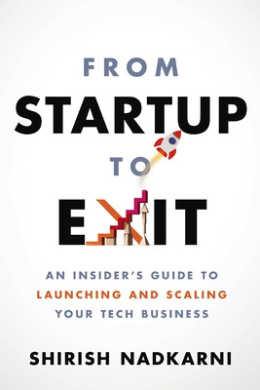 FROM
STARTUP
TO
EXIT
AN INSIDER'S GUIDE TO
LAUNCHING AND SCALING
YOUR TECH BUSINESS
SHIRISH NADKARNI